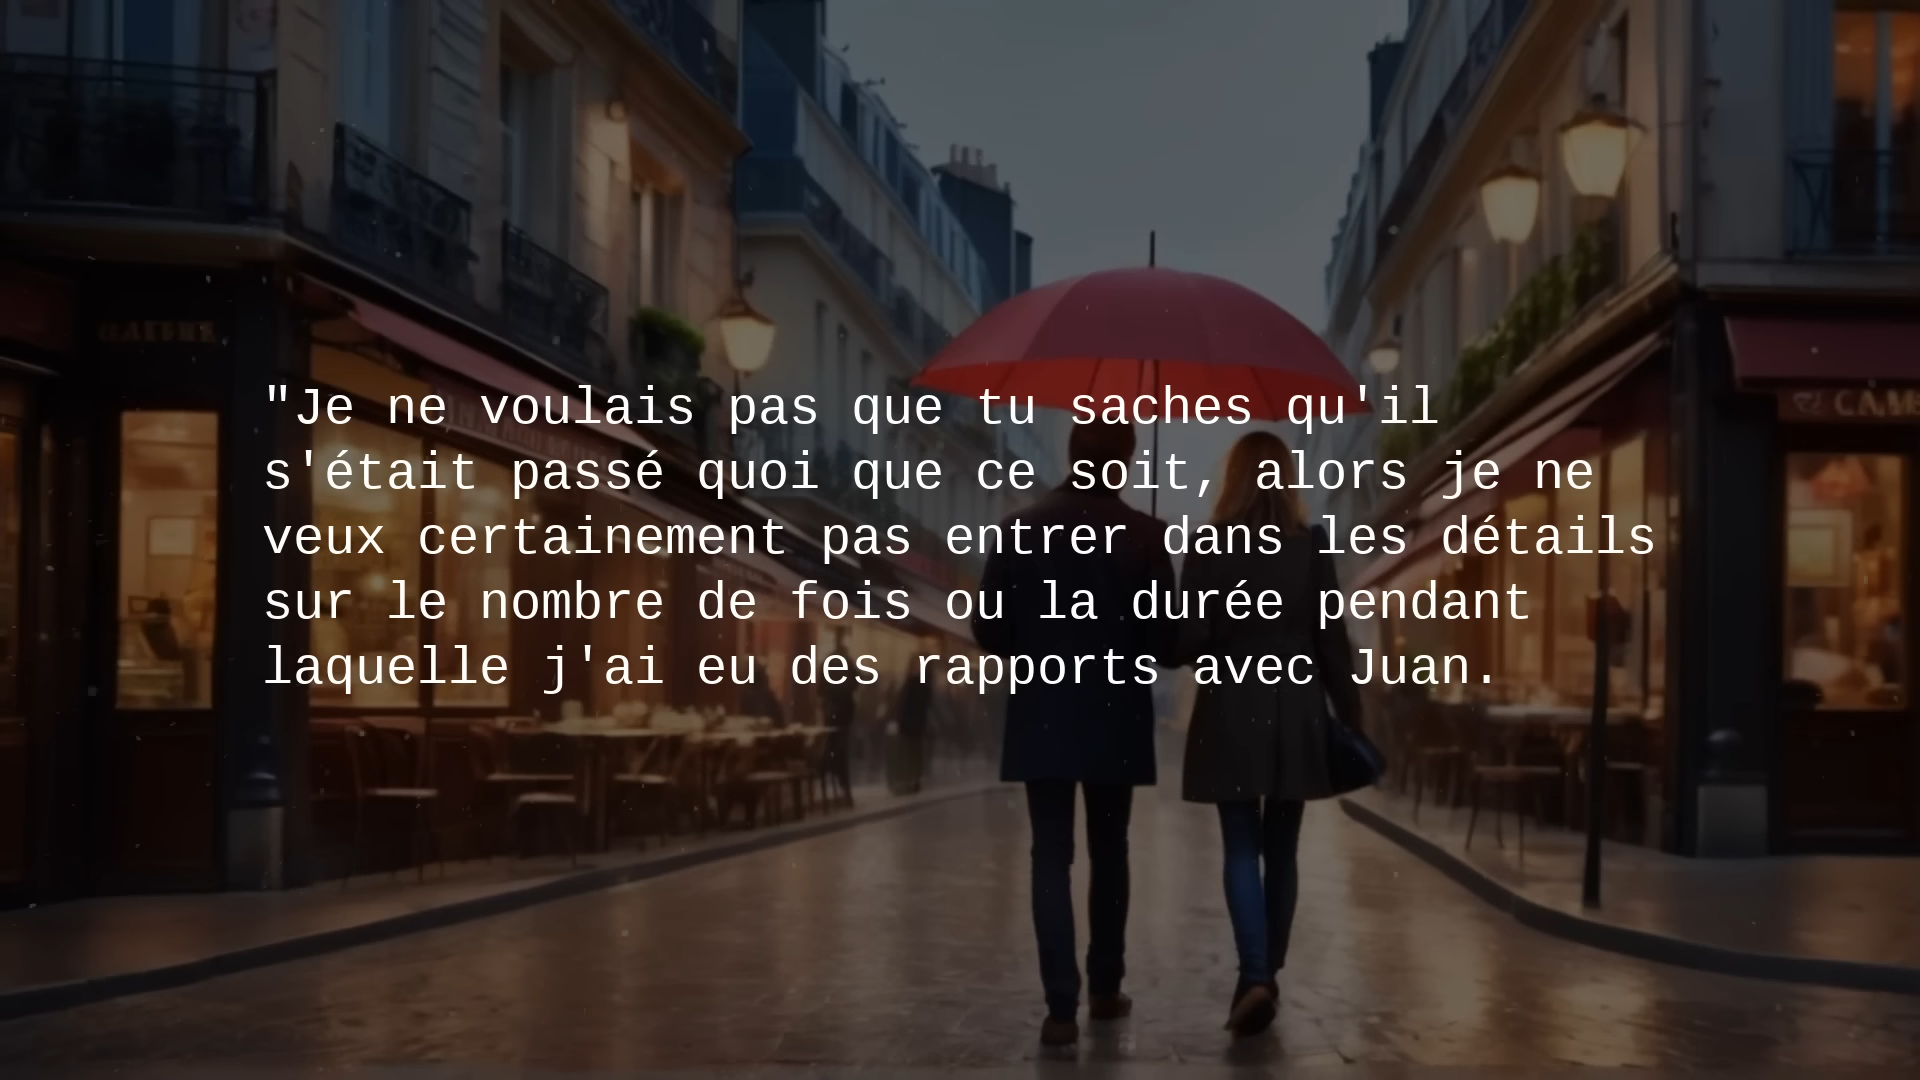 "Je ne voulais pas que tu saches qu'il
s'était passé quoi que ce soit, alors je ne
veux certainement pas entrer dans les détails
sur le nombre de fois ou la durée pendant
laquelle j'ai eu des rapports avec Juan.